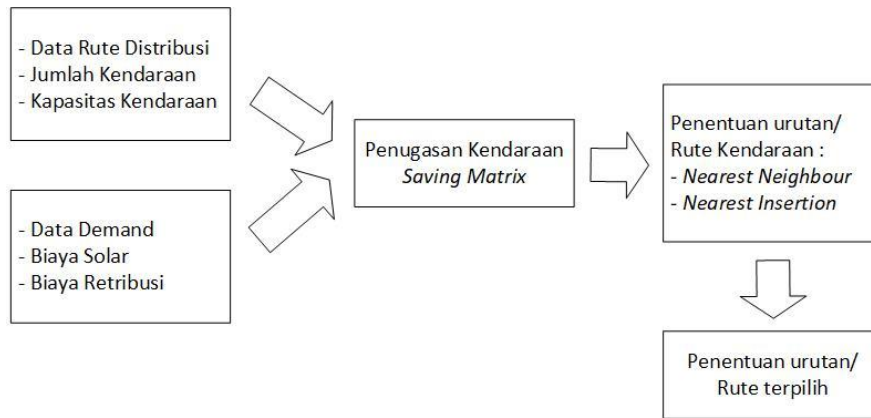 - Data Rute Distribusi
- Jumlah Kendaraan
- Kapasitas Kendaraan
- Data Demand
- Biaya Solar
- Biaya Retribusi
Penugasan Kendaraan
Saving Matrix
Penentuan urutan/
Rute Kendaraan :
- Nearest Neighbour
- Nearest Insertion
Penentuan urutan/
Rute terpilih